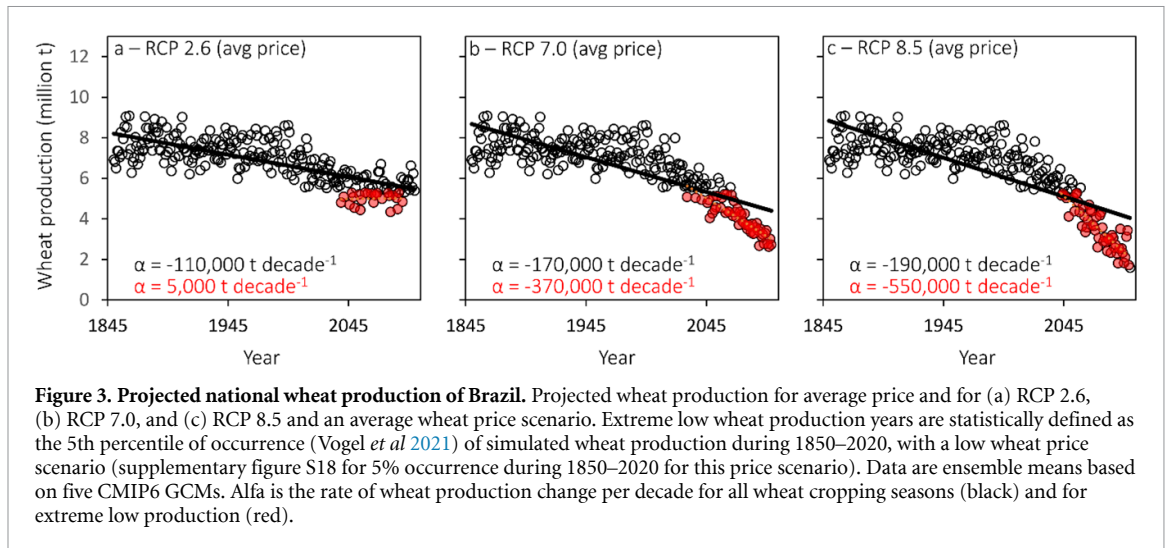 a – RCP 2.6 (avg price)
b – RCP 7.0 (avg price)
c – RCP 8.5 (avg price)
Wheat production (million t)
12
10
8
6
4
2
0
α = -110,000 t decade⁻¹
α = 5,000 t decade⁻¹
α = -170,000 t decade⁻¹
α = -370,000 t decade⁻¹
α = -190,000 t decade⁻¹
α = -550,000 t decade⁻¹
1845 1945 2045
1845 1945 2045
1845 1945 2045
Year
Year
Year
Figure 3. Projected national wheat production of Brazil. Projected wheat production for average price and for (a) RCP 2.6,
(b) RCP 7.0, and (c) RCP 8.5 and an average wheat price scenario. Extreme low wheat production years are statistically defined as
the 5th percentile of occurrence (Vogel et al 2021) of simulated wheat production during 1850–2020, with a low wheat price
scenario (supplementary figure S18 for 5% occurrence during 1850–2020 for this price scenario). Data are ensemble means based
on five CMIP6 GCMs. Alfa is the rate of wheat production change per decade for all wheat cropping seasons (black) and for
extreme low production (red).